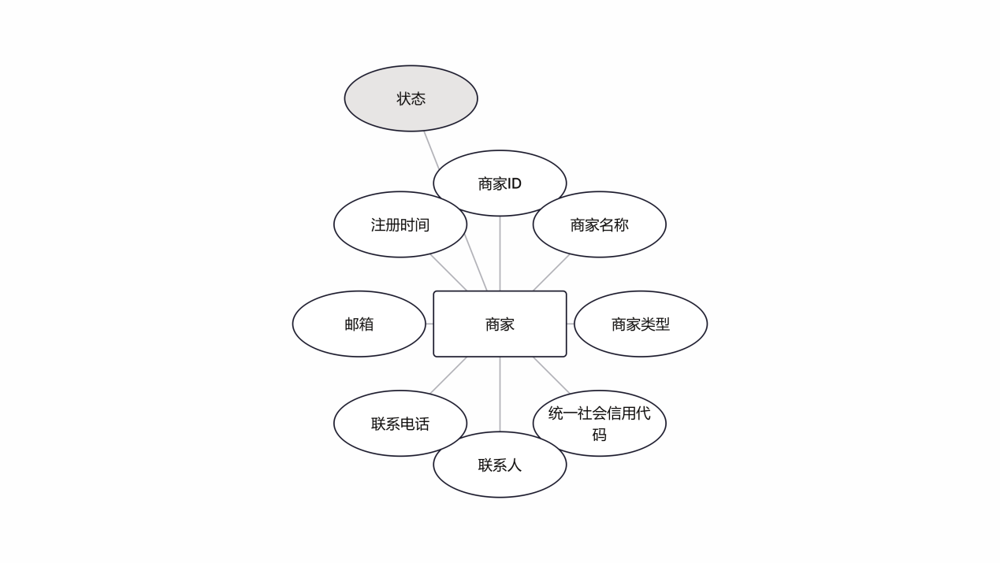 状态
商家ID
注册时间
商家名称
邮箱
商家
商家类型
联系电话
统一社会信用代
码
联系人